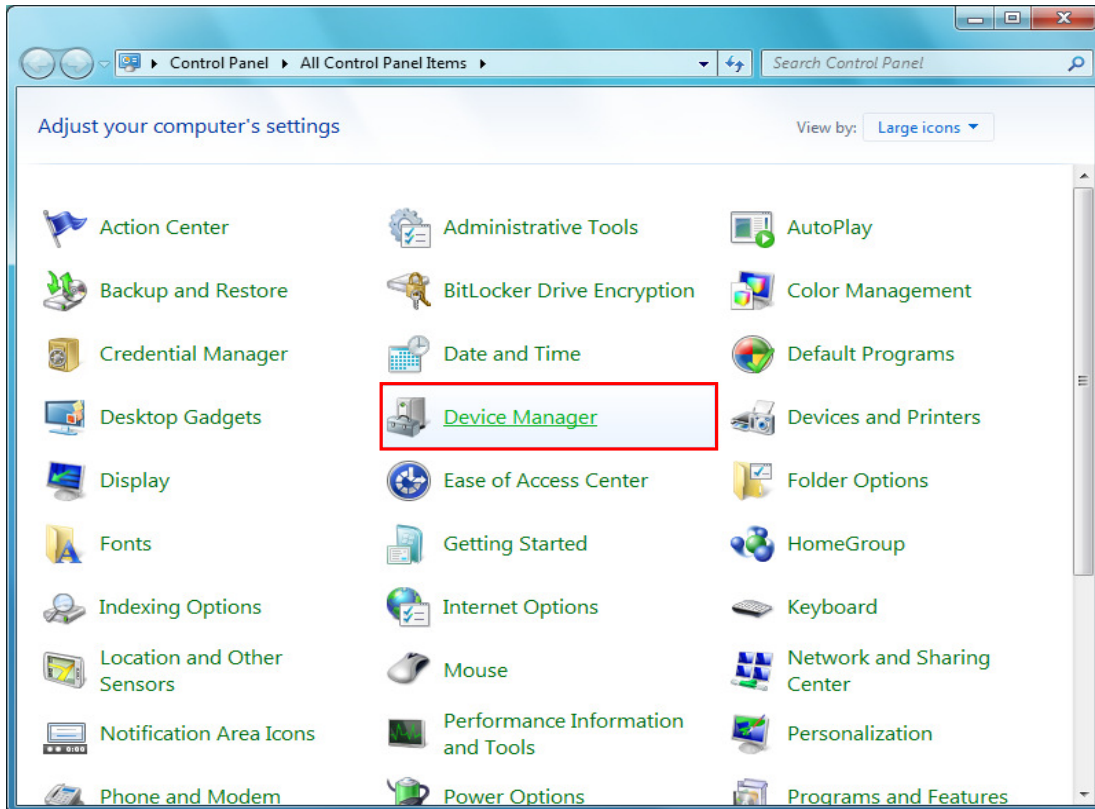 Control Panel All Control Panel Items
Search Control Panel
Adjust your computer's settings
View by: Large icons
Action Center
Administrative Tools
AutoPlay
Backup and Restore
BitLocker Drive Encryption
Color Management
Credential Manager
Date and Time
Default Programs
Desktop Gadgets
Device Manager
Devices and Printers
Display
Ease of Access Center
Folder Options
Fonts
Getting Started
HomeGroup
Indexing Options
Internet Options
Keyboard
Location and Other
Sensors
Mouse
Network and Sharing
Center
Notification Area Icons
Performance Information
and Tools
Personalization
Phone and Modem
Power Options
Programs and Features